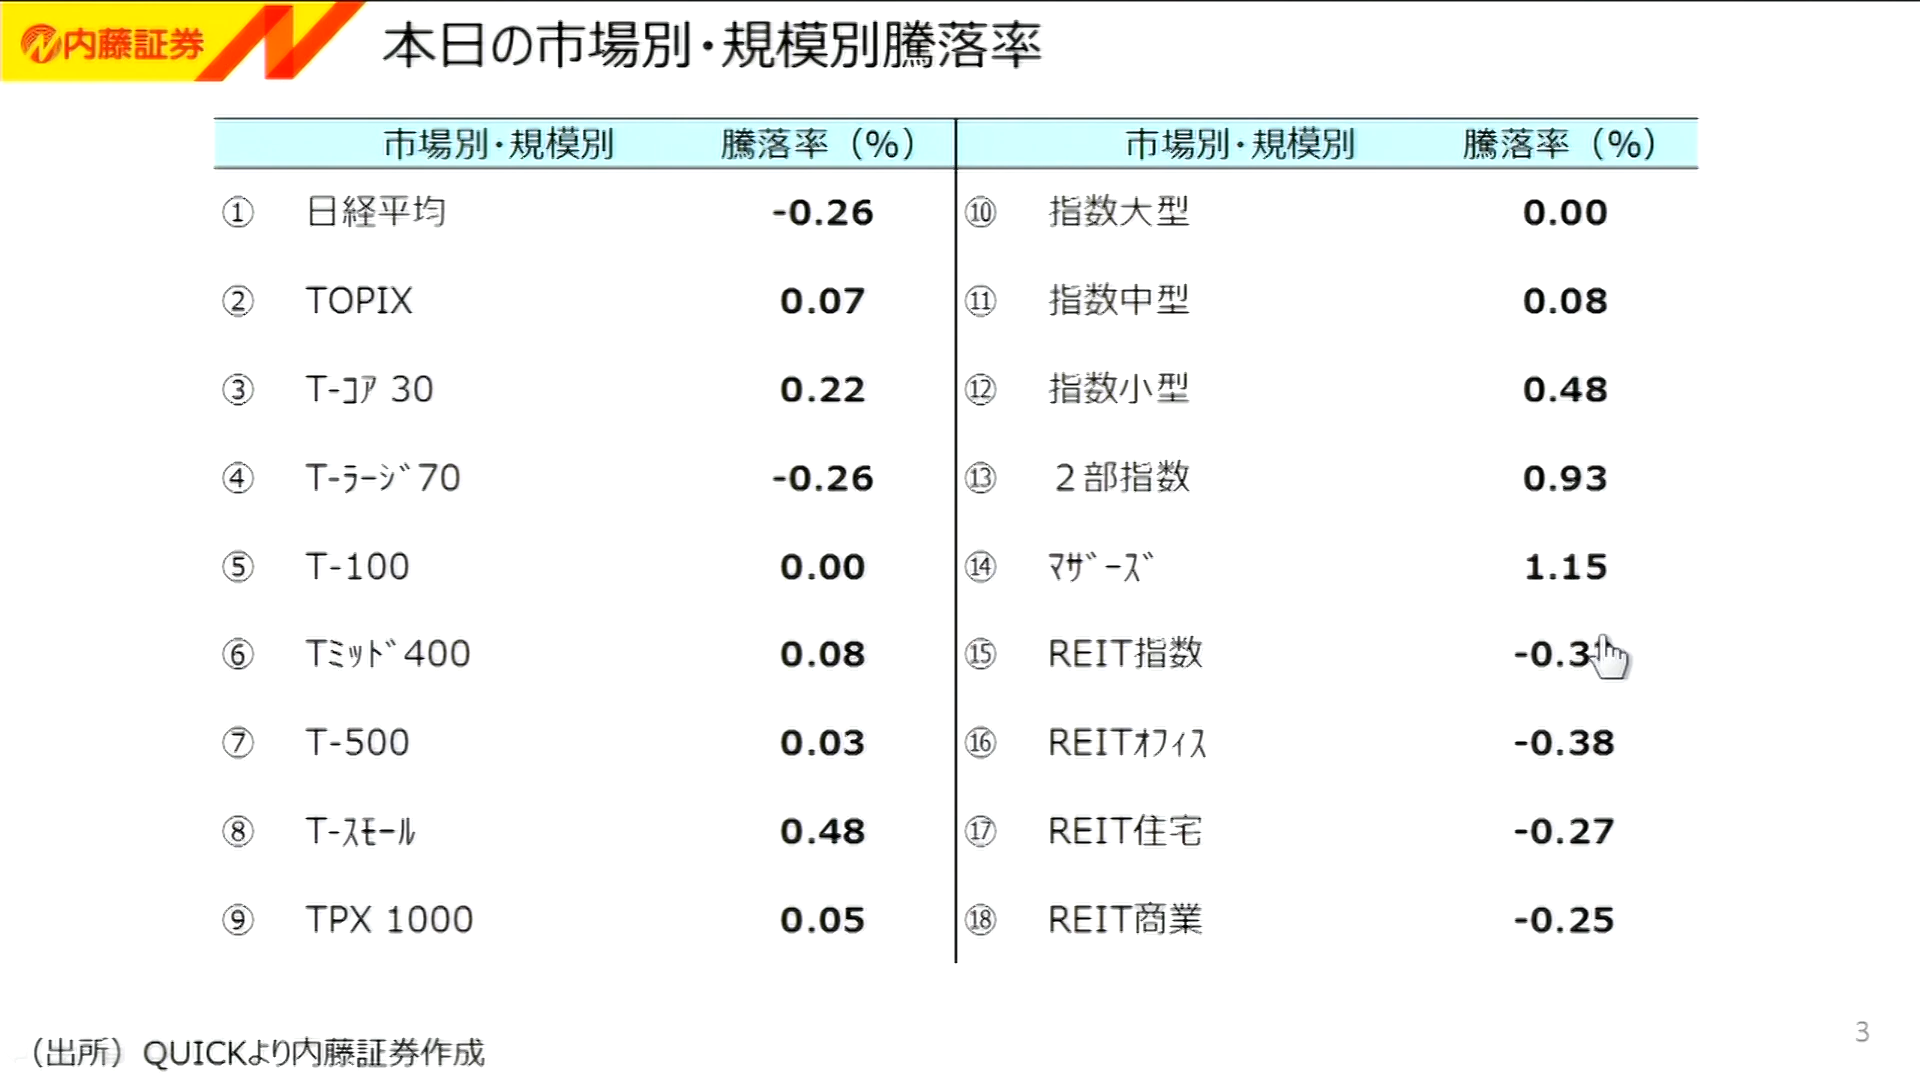 内藤証券
本日の市場別・規模別騰落率
市場別・規模別 騰落率（%） 市場別・規模別 騰落率（%）
① 日経平均 -0.26 ⑩ 指数大型 0.00
② TOPIX 0.07 ⑪ 指数中型 0.08
③ T-ｺｱ 30 0.22 ⑫ 指数小型 0.48
④ T-ﾗｰｼﾞ70 -0.26 ⑬ ２部指数 0.93
⑤ T-100 0.00 ⑭ ﾏｻﾞｰｽﾞ 1.15
⑥ Tﾐｯﾄﾞ400 0.08 ⑮ REIT指数
⑦ T-500 0.03 ⑯ REITｵﾌｨｽ -0.38
⑧ T-ｽﾓｰﾙ 0.48 ⑰ REIT住宅 -0.27
⑨ TPX 1000 0.05 ⑱ REIT商業 -0.25
（出所）QUICKより内藤証券作成
3